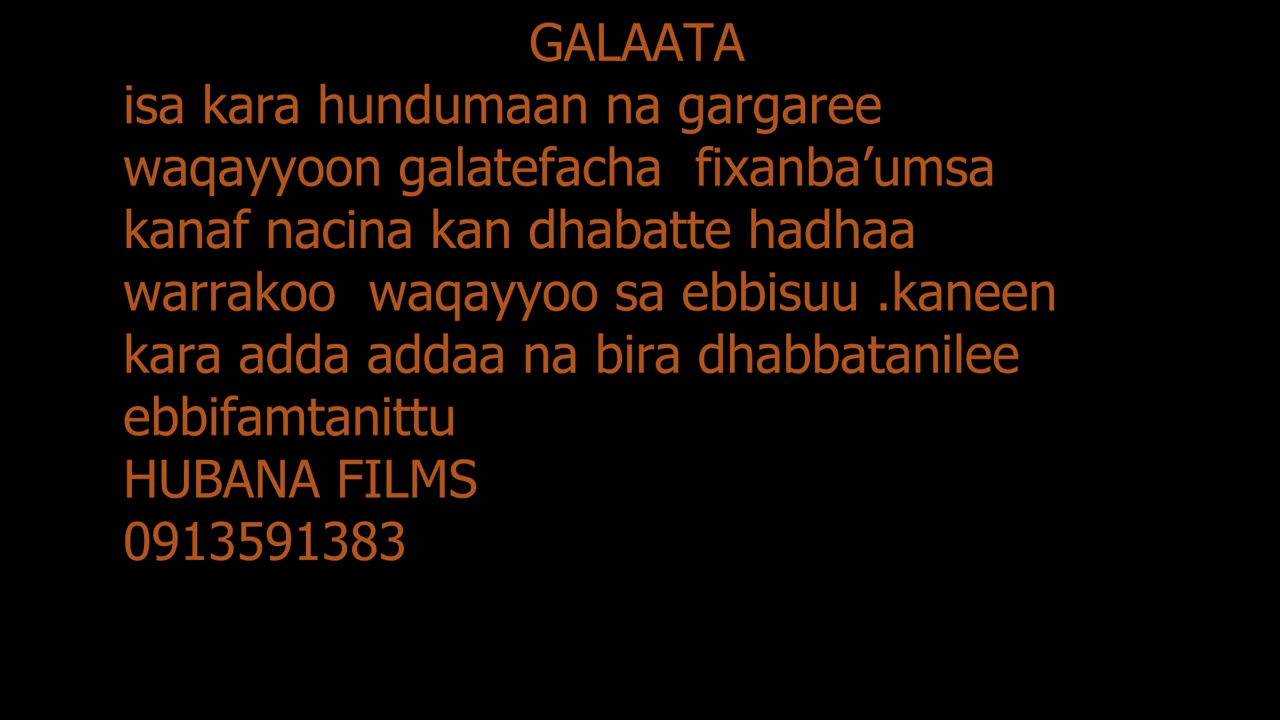 GALAATA
isa kara hundumaan na gargaree
waqayyoon galatefacha  fixanba’umsa
kanaf nacina kan dhabatte hadhaa
warrakoo  waqayyoo sa ebbisuu .kaneen
kara adda addaa na bira dhabbatanilee
ebbifamtanittu
HUBANA FILMS
0913591383